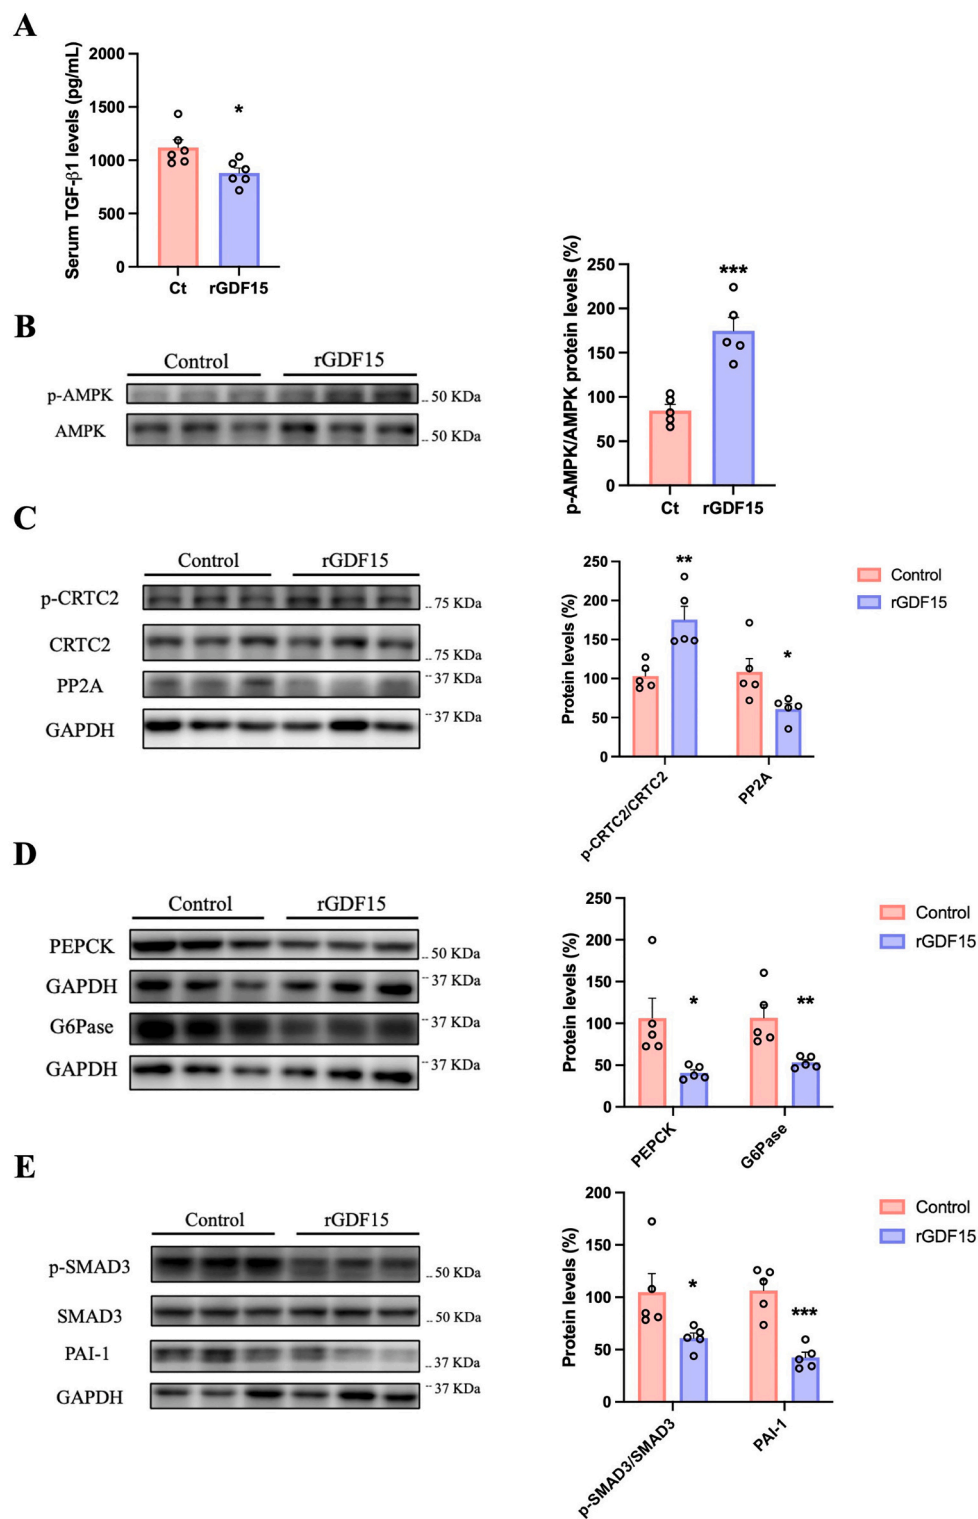 A
Serum TGF-β1 levels (pg/mL)
2000
1500
1000
500
0
*
Ct
rGDF15
B
Control
rGDF15
p-AMPK
50 KDa
AMPK
50 KDa
p-AMPK/AMPK protein levels (%)
250
200
150
100
50
0
***
Ct
rGDF15
C
Control
rGDF15
p-CRTC2
75 KDa
CRTC2
75 KDa
PP2A
37 KDa
GAPDH
37 KDa
Protein levels (%)
250
200
150
100
50
0
**
*
p-CRTC2/CRTC2
PP2A
Control
rGDF15
D
Control
rGDF15
PEPCK
50 KDa
GAPDH
37 KDa
G6Pase
37 KDa
GAPDH
37 KDa
Protein levels (%)
250
200
150
100
50
0
*
**
PEPCK
G6Pase
Control
rGDF15
E
Control
rGDF15
p-SMAD3
50 KDa
SMAD3
50 KDa
PAI-1
37 KDa
GAPDH
37 KDa
Protein levels (%)
200
150
100
50
0
*
***
p-SMAD3/SMAD3
PAI-1
Control
rGDF15